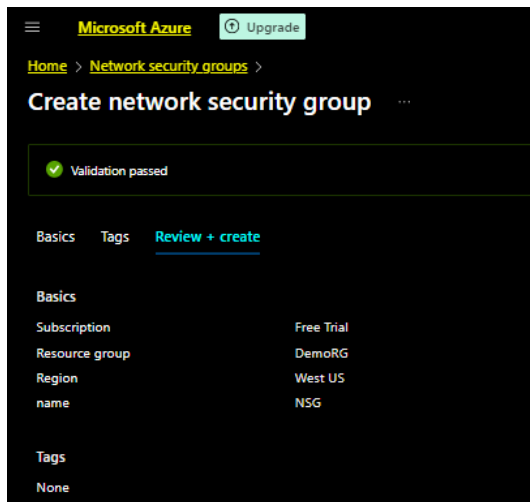 Microsoft Azure Upgrade
Home > Network security groups >
Create network security group ...
Validation passed
Basics Tags Review + create
Basics
Subscription Free Trial
Resource group DemoRG
Region West US
name NSG
Tags
None